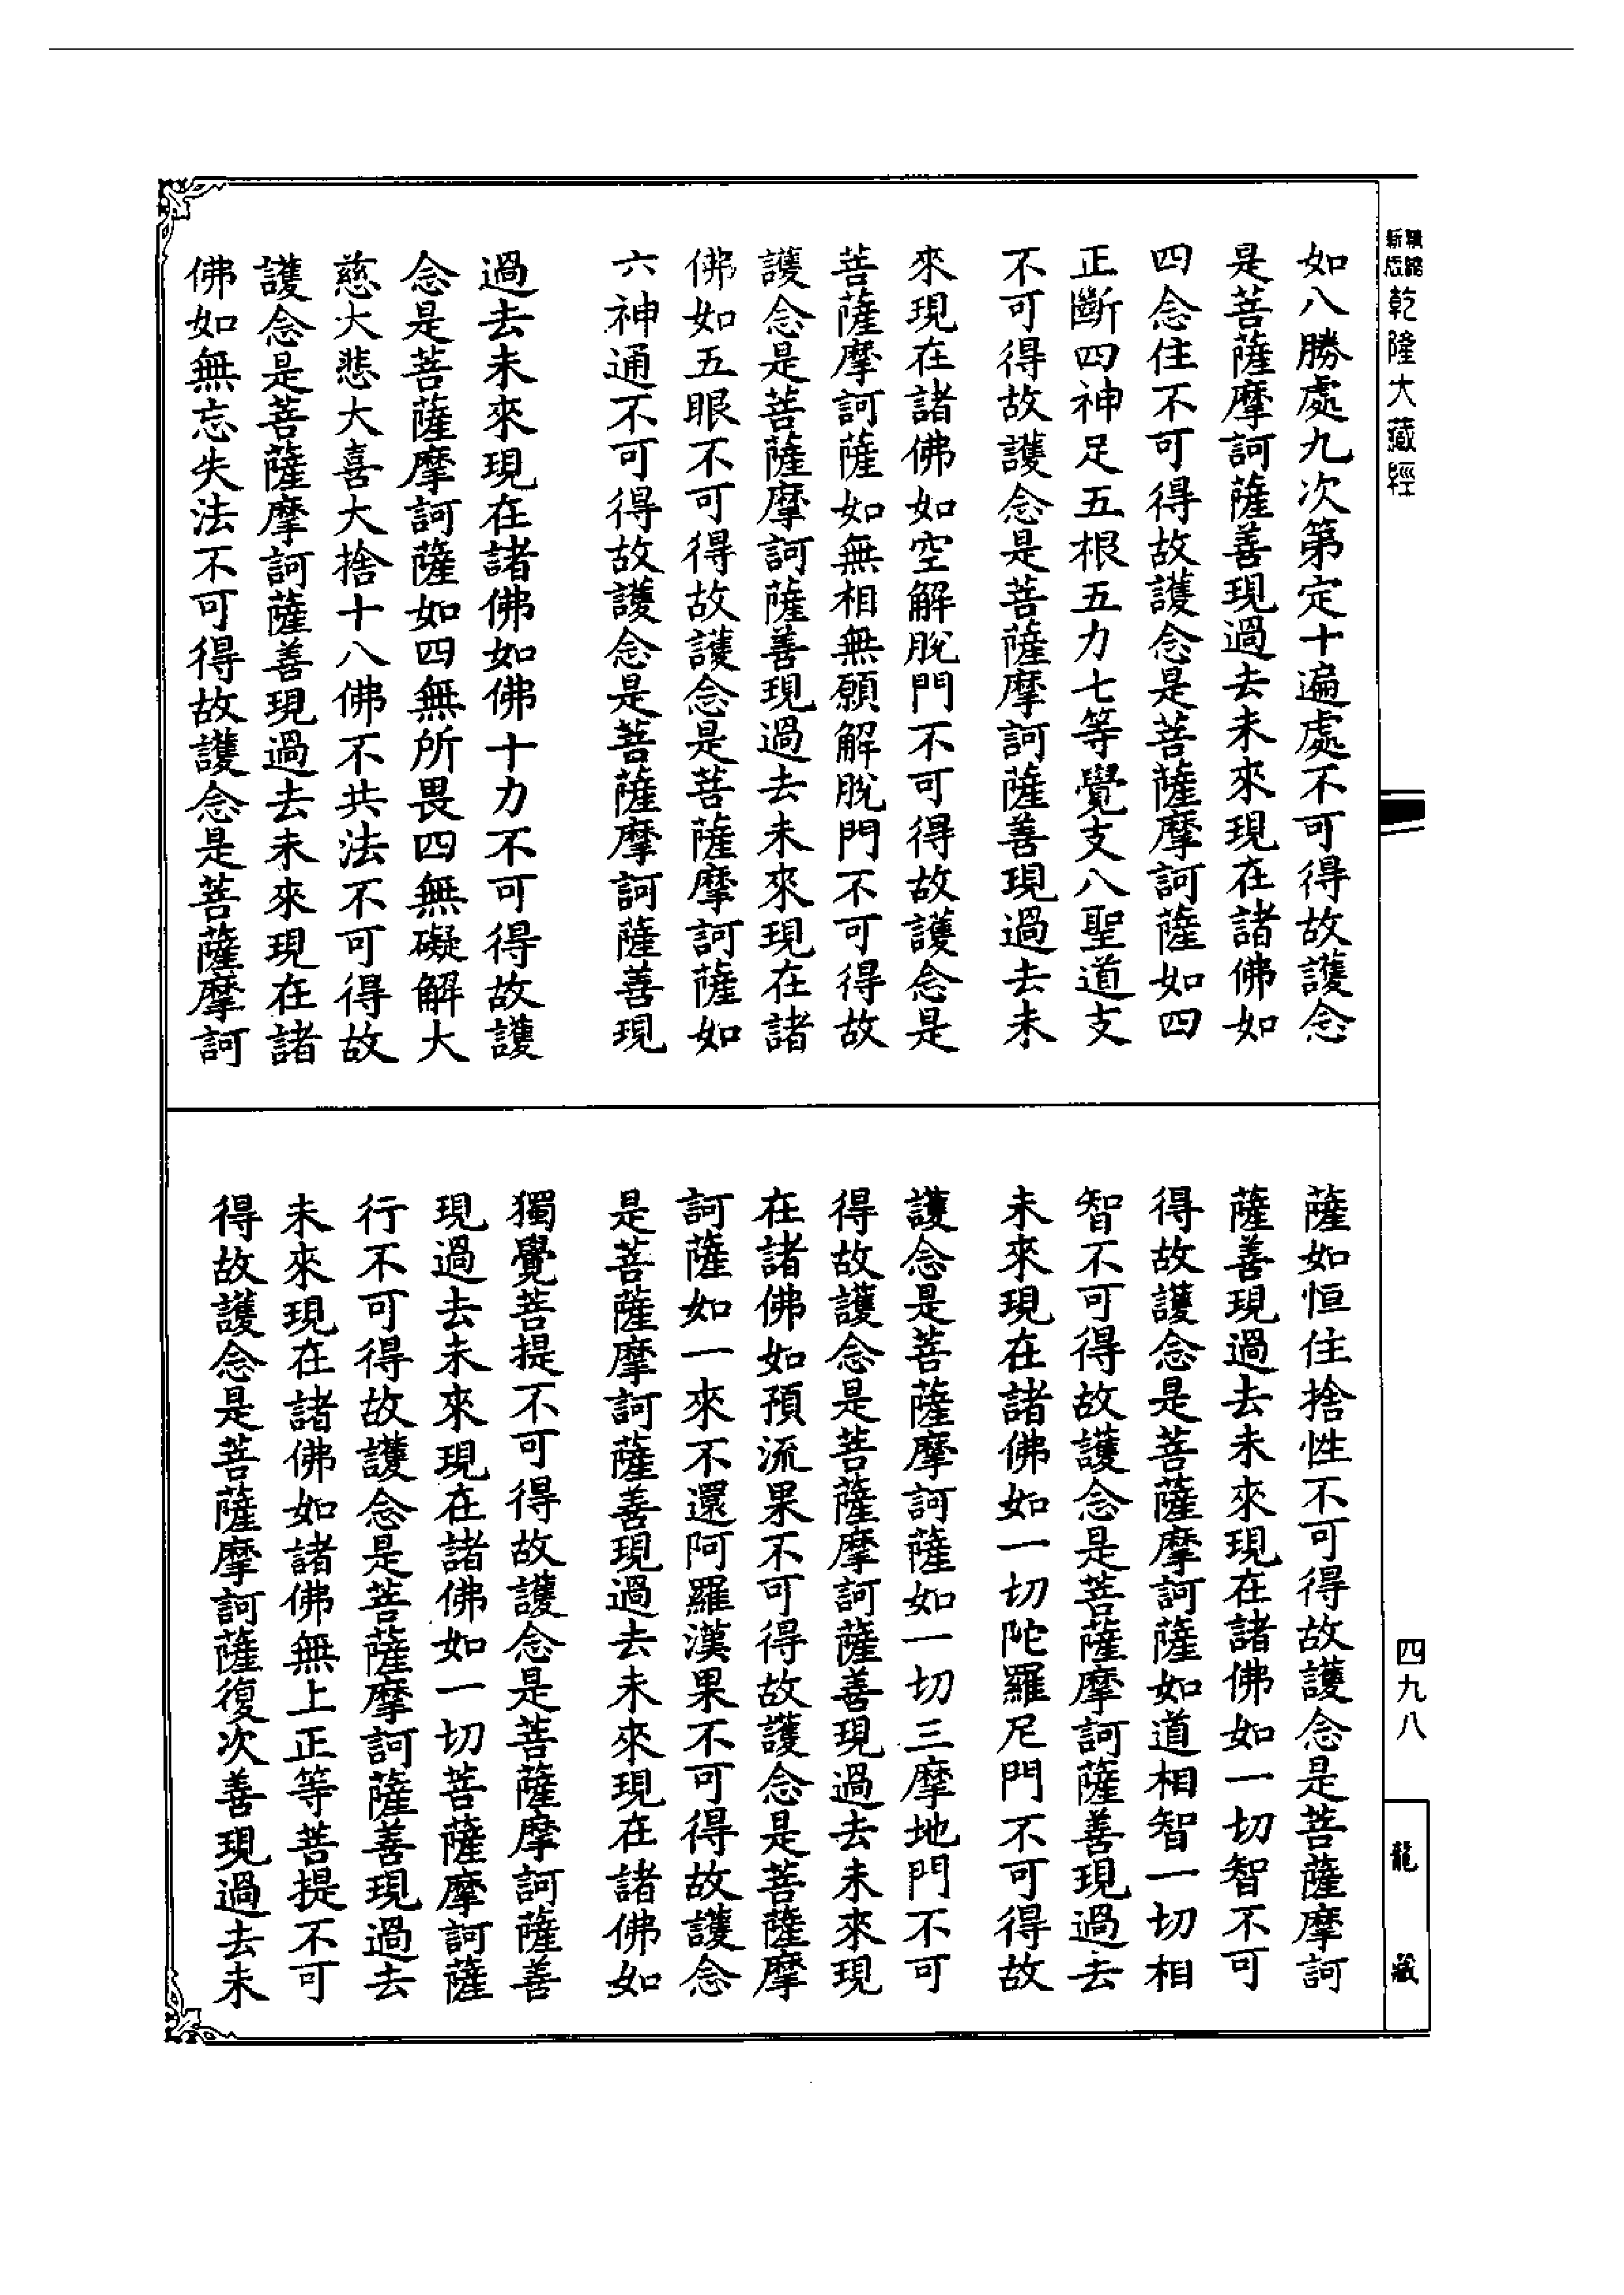 乾隆大藏經
如八勝處九次第定十遍處不可得故護念
是菩薩摩訶薩善現過去未來現在諸佛如
四念住不可得故護念是菩薩摩訶薩如四
正斷四神足五根五力七等覺支八聖道支
不可得故護念是菩薩摩訶薩善現過去未
來現在諸佛如空解脫門不可得故護念是
菩薩摩訶薩如無相無願解脫門不可得故
護念是菩薩摩訶薩善現過去未來現在諸
佛如五眼不可得故護念是菩薩摩訶薩如
六神通不可得故護念是菩薩摩訶薩善現
過去未來現在諸佛如佛十力不可得故護
念是菩薩摩訶薩如四無所畏四無礙解大
慈大悲大喜大捨十八佛不共法不可得故
護念是菩薩摩訶薩善現過去未來現在諸
佛如無忘失法不可得故護念是菩薩摩訶
薩如恒住捨性不可得故護念是菩薩摩訶
薩善現過去未來現在諸佛如一切智不可
得故護念是菩薩摩訶薩如道相智一切相
智不可得故護念是菩薩摩訶薩善現過去
未來現在諸佛如一切陀羅尼門不可得故
護念是菩薩摩訶薩如一切三摩地門不可
得故護念是菩薩摩訶薩善現過去未來現
在諸佛如預流果不可得故護念是菩薩摩
訶薩如一來不還阿羅漢果不可得故護念
是菩薩摩訶薩善現過去未來現在諸佛如
獨覺菩提不可得故護念是菩薩摩訶薩善
現過去未來現在諸佛如一切菩薩摩訶薩
行不可得故護念是菩薩摩訶薩善現過去
未來現在諸佛如諸佛無上正等菩提不可
得故護念是菩薩摩訶薩復次善現過去未
四九八
龍藏